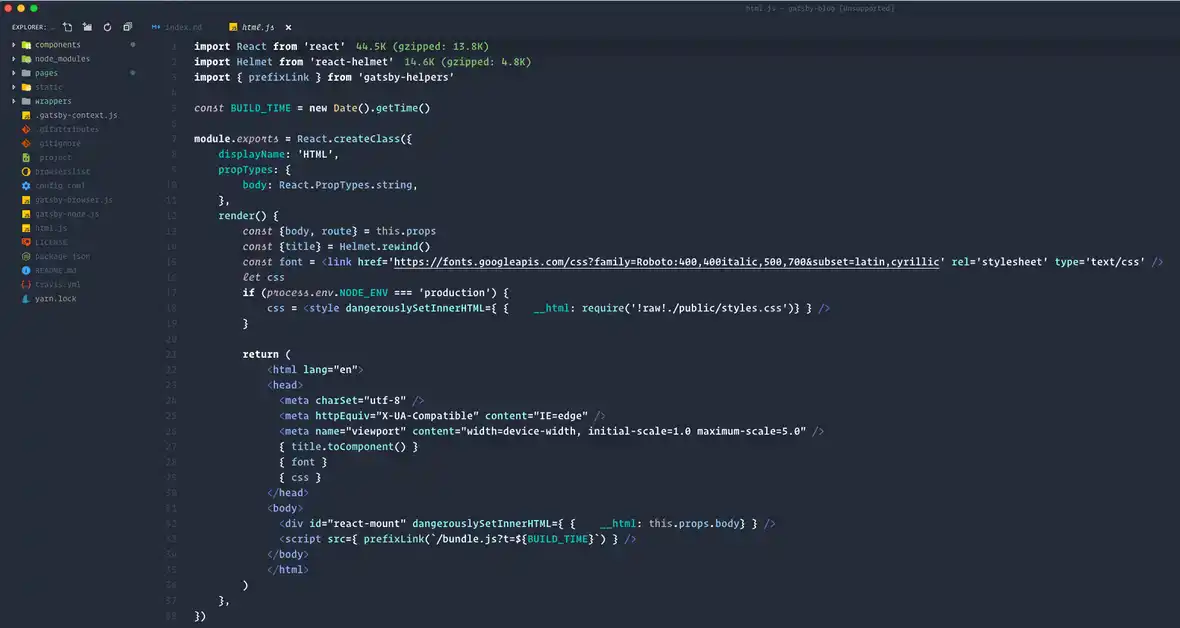 html.js — gatsby-blog [Unsupported]
EXPLORER: …
index.md
html.js
components
node_modules
pages
static
wrappers
.gatsby-context.js
.gitattributes
.gitignore
.project
browserslist
config.toml
gatsby-browser.js
gatsby-node.js
html.js
LICENSE
package.json
README.md
.travis.yml
yarn.lock
1 import React from 'react' 44.5K (gzipped: 13.8K)
2 import Helmet from 'react-helmet' 14.6K (gzipped: 4.8K)
3 import { prefixLink } from 'gatsby-helpers'
4
5 const BUILD_TIME = new Date().getTime()
6
7 module.exports = React.createClass({
8 displayName: 'HTML',
9 propTypes: {
10 body: React.PropTypes.string,
11 },
12 render() {
13 const {body, route} = this.props
14 const {title} = Helmet.rewind()
15 const font = <link href='https://fonts.googleapis.com/css?family=Roboto:400,400italic,500,700&subset=latin,cyrillic' rel='stylesheet' type='text/css' />
16 let css
17 if (process.env.NODE_ENV === 'production') {
18 css = <style dangerouslySetInnerHTML={ { __html: require('!raw!./public/styles.css')} } />
19 }
20
21 return (
22 <html lang="en">
23 <head>
24 <meta charSet="utf-8" />
25 <meta httpEquiv="X-UA-Compatible" content="IE=edge" />
26 <meta name="viewport" content="width=device-width, initial-scale=1.0 maximum-scale=5.0" />
27 { title.toComponent() }
28 { font }
29 { css }
30 </head>
31 <body>
32 <div id="react-mount" dangerouslySetInnerHTML={ { __html: this.props.body} } />
33 <script src={ prefixLink(`/bundle.js?t=${BUILD_TIME}`) } />
34 </body>
35 </html>
36 )
37 },
38 })